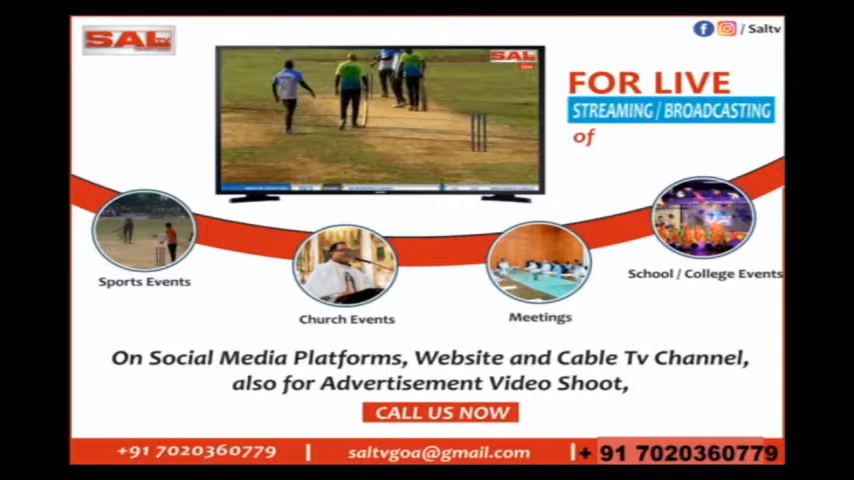 SAL TV
/ Saltv
SAL
FOR LIVE
STREAMING / BROADCASTING
of
Sports Events
Church Events
Meetings
School / College Events
On Social Media Platforms, Website and Cable Tv Channel,
also for Advertisement Video Shoot,
CALL US NOW
+91 7020360779 | saltvgoa@gmail.com | + 91 7020360779